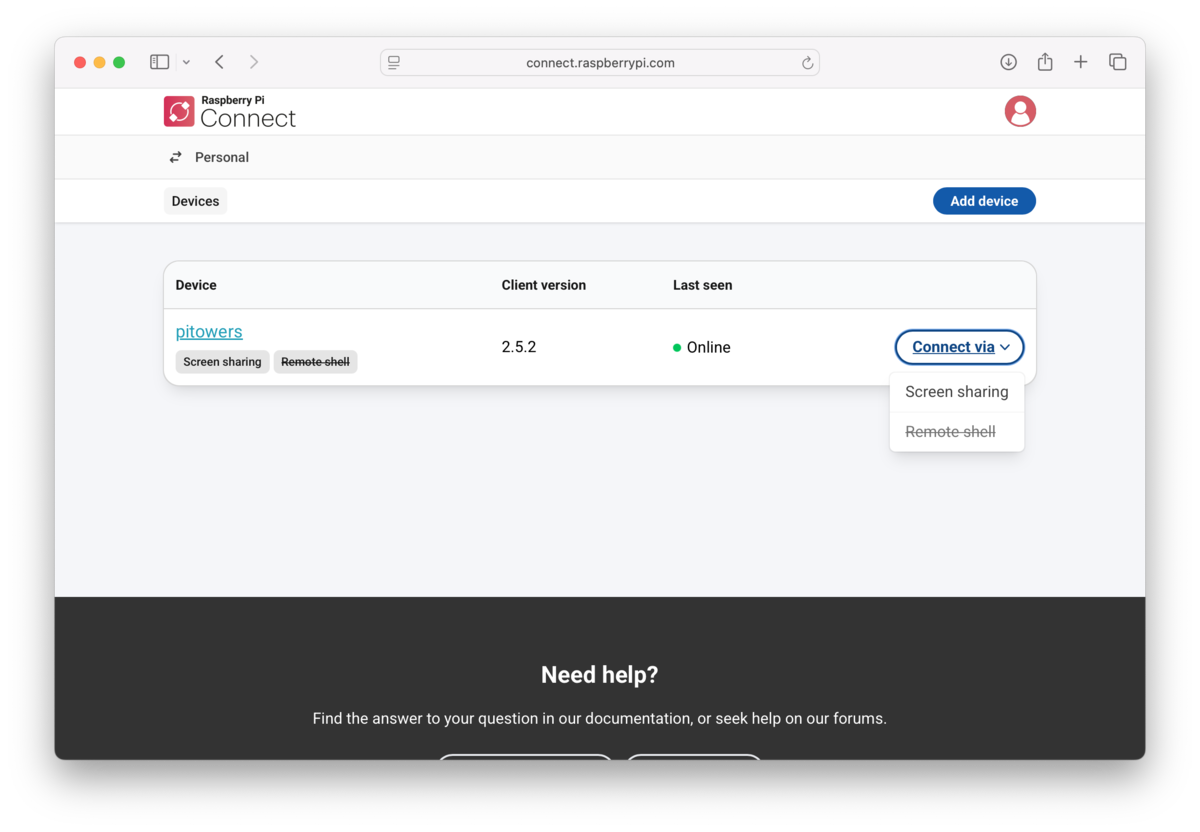 connect.raspberrypi.com
Raspberry Pi
Connect
Personal
Devices
Add device
Device
Client version
Last seen
pitowers
Screen sharing
Remote shell
2.5.2
Online
Connect via
Screen sharing
Remote shell
Need help?
Find the answer to your question in our documentation, or seek help on our forums.